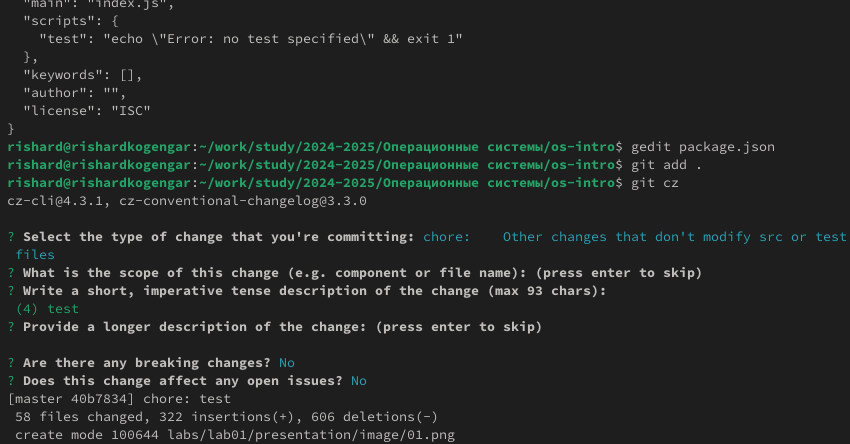 "main": "index.js",
"scripts": {
"test": "echo \"Error: no test specified\" && exit 1"
},
"keywords": [],
"author": "",
"license": "ISC"
}
rishard@rishardkogengar:~/work/study/2024-2025/Операционные системы/os-intro$ gedit package.json
rishard@rishardkogengar:~/work/study/2024-2025/Операционные системы/os-intro$ git add .
rishard@rishardkogengar:~/work/study/2024-2025/Операционные системы/os-intro$ git cz
cz-cli@4.3.1, cz-conventional-changelog@3.3.0
? Select the type of change that you're committing: chore:    Other changes that don't modify src or test
files
? What is the scope of this change (e.g. component or file name): (press enter to skip)
? Write a short, imperative tense description of the change (max 93 chars):
(4) test
? Provide a longer description of the change: (press enter to skip)
? Are there any breaking changes? No
? Does this change affect any open issues? No
[master 40b7834] chore: test
58 files changed, 322 insertions(+), 606 deletions(-)
create mode 100644 labs/lab01/presentation/image/01.png